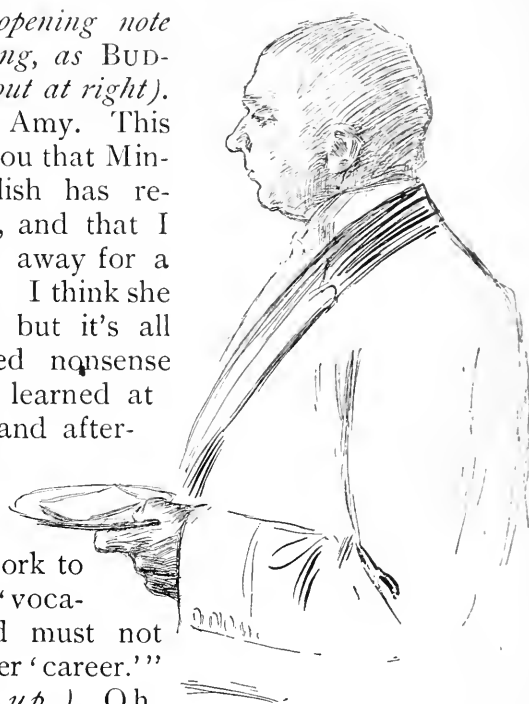 opening note
ng, as BUD-
out at right).
Amy. This
ou that Min-
lish has re-
, and that I
away for a
I think she
but it's all
ed nonsense
learned at
and after-
ork to
‘voca-
d must not
er ‘career.’”
up.) Oh,